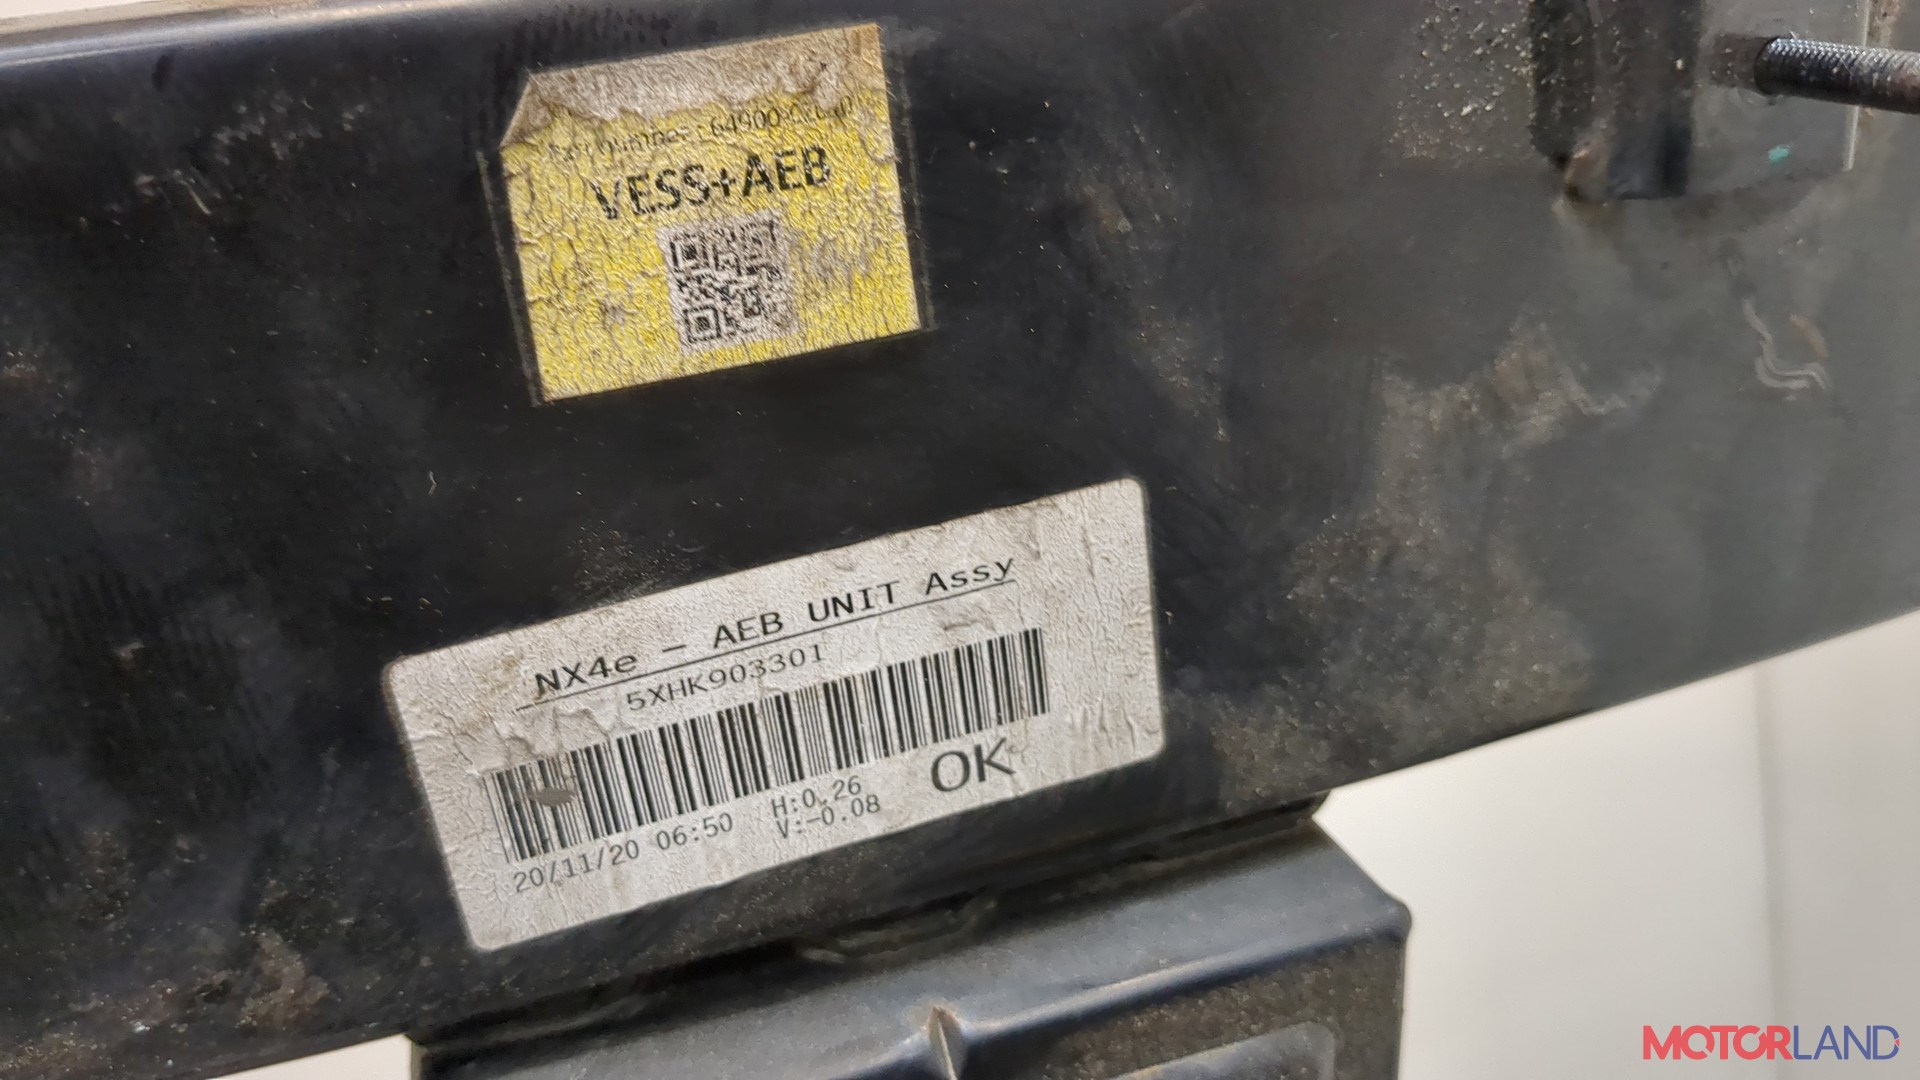 VESS+AEB
NX4e - AEB UNIT Assy
5XHK903301
20/11/20 06:50
H:0.26
V:-0.08
OK
MOTORLAND